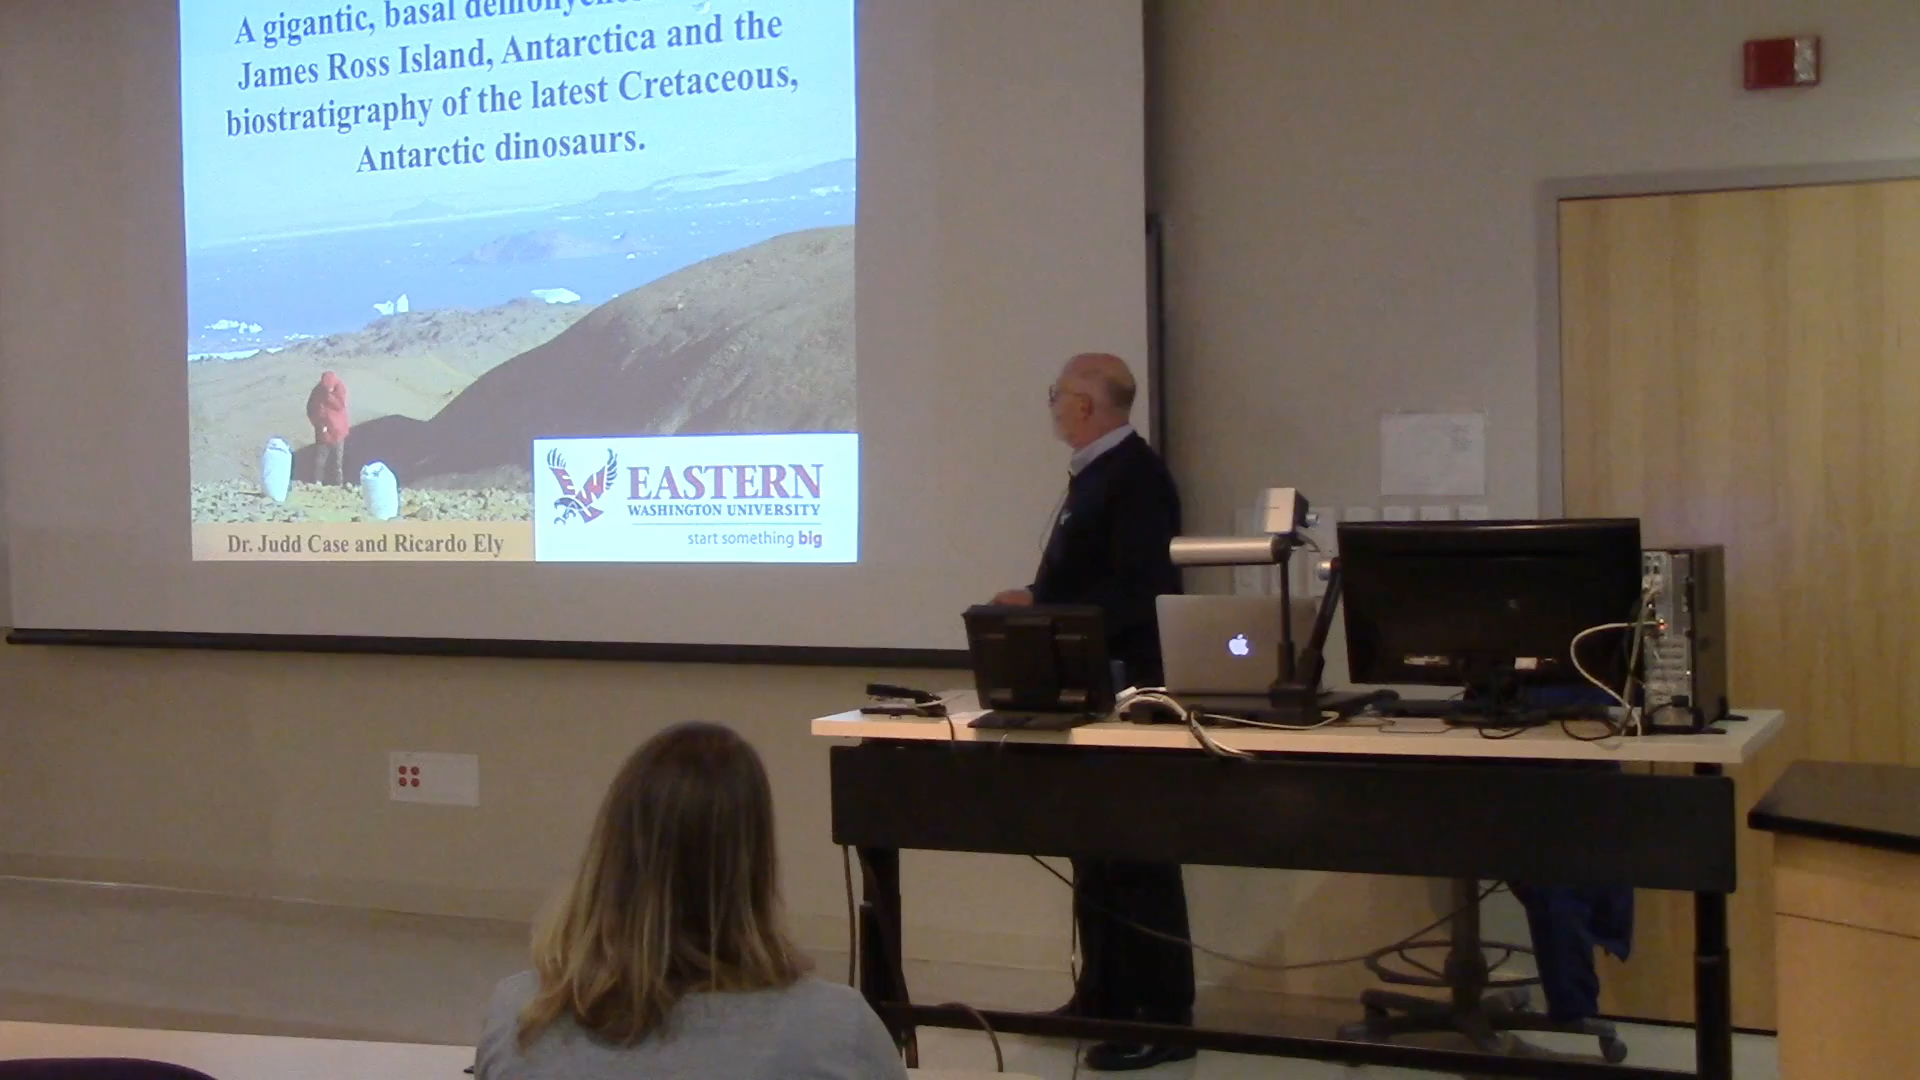 A gigantic, basal
James Ross Island, Antarctica and the
biostratigraphy of the latest Cretaceous,
Antarctic dinosaurs.
EASTERN
WASHINGTON UNIVERSITY
start something big
Dr. Judd Case and Ricardo Ely